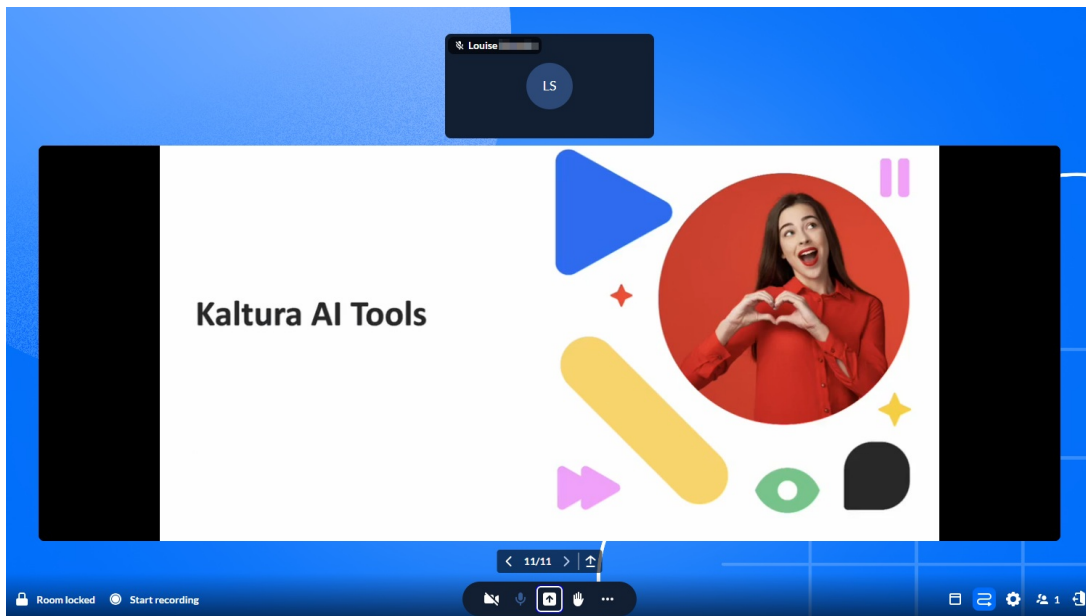 Louise
LS
Kaltura AI Tools
11/11
Room locked
Start recording
1